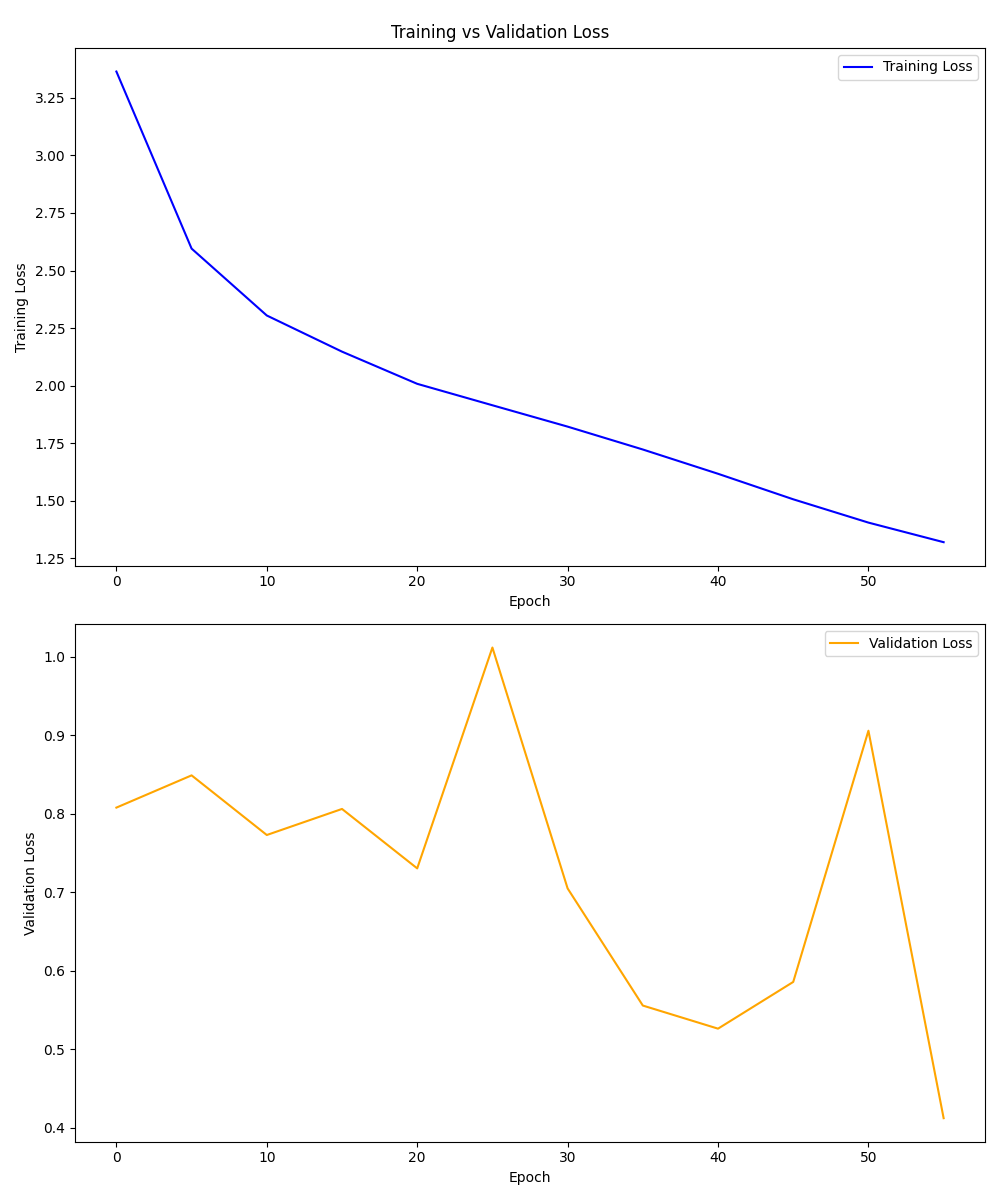 Training vs Validation Loss
Training Loss
3.25
3.00
2.75
2.50
2.25
2.00
1.75
1.50
1.25
Training Loss
0 10 20 30 40 50
Epoch
Validation Loss
1.0
0.9
0.8
0.7
0.6
0.5
0.4
Validation Loss
0 10 20 30 40 50
Epoch